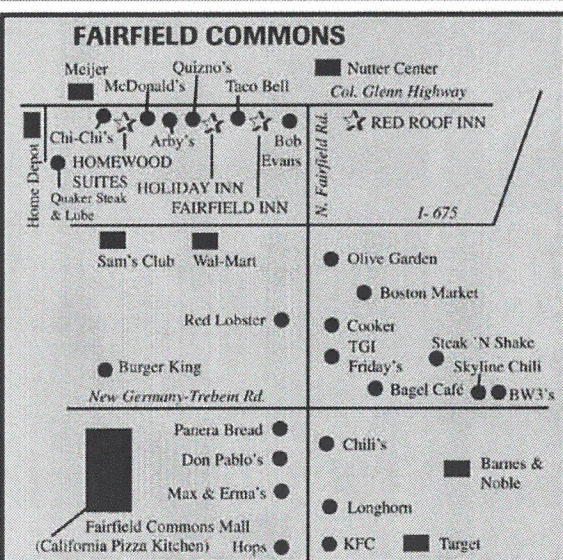 FAIRFIELD COMMONS
Meijer
McDonald's
Quizno's
Taco Bell
Nutter Center
Col. Glenn Highway
Home Depot
Chi-Chi's
Arby's
Bob
Evans
N. Fairfield Rd.
RED ROOF INN
HOMEWOOD
SUITES
HOLIDAY INN
FAIRFIELD INN
Quaker Steak
& Lube
I- 675
Sam's Club
Wal-Mart
Olive Garden
Boston Market
Red Lobster
Cooker
TGI
Friday's
Steak 'N Shake
Skyline Chili
Burger King
Bagel Café
BW3's
New Germany-Trebein Rd.
Panera Bread
Don Pablo's
Max & Erma's
Chili's
Barnes &
Noble
Longhorn
Fairfield Commons Mall
(California Pizza Kitchen)
Hops
KFC
Target